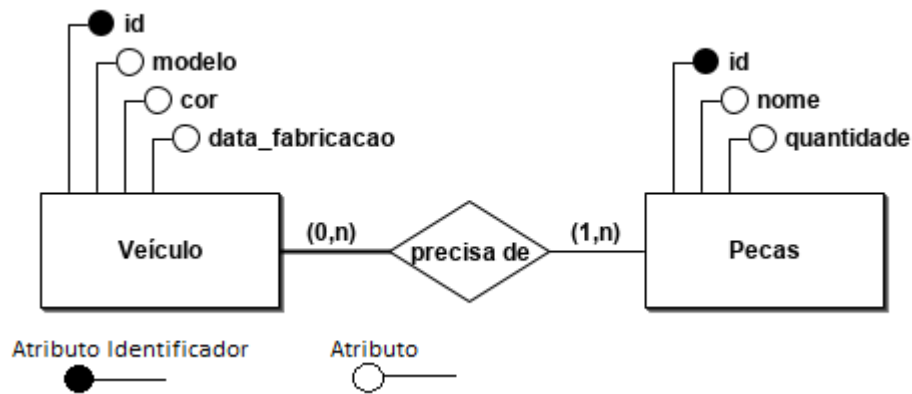 id
modelo
cor
data_fabricacao
id
nome
quantidade
Veículo
(0,n)
precisa de
(1,n)
Pecas
Atributo Identificador
Atributo